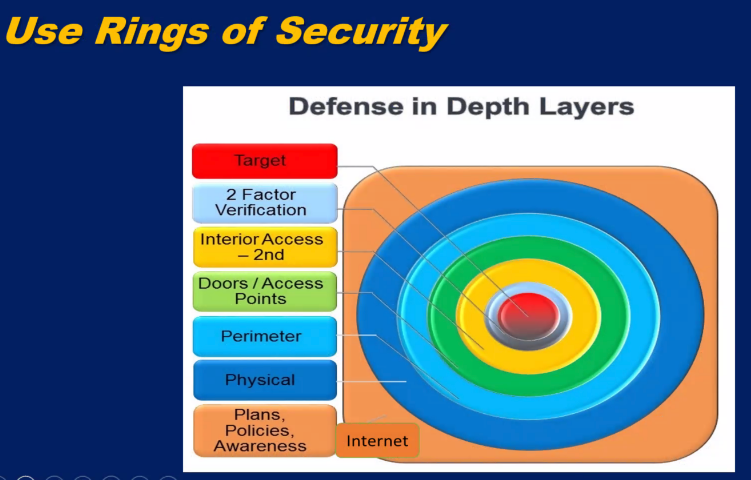 Use Rings of Security
Defense in Depth Layers
Target
2 Factor
Verification
Interior Access
– 2nd
Doors / Access
Points
Perimeter
Physical
Plans,
Policies,
Awareness
Internet